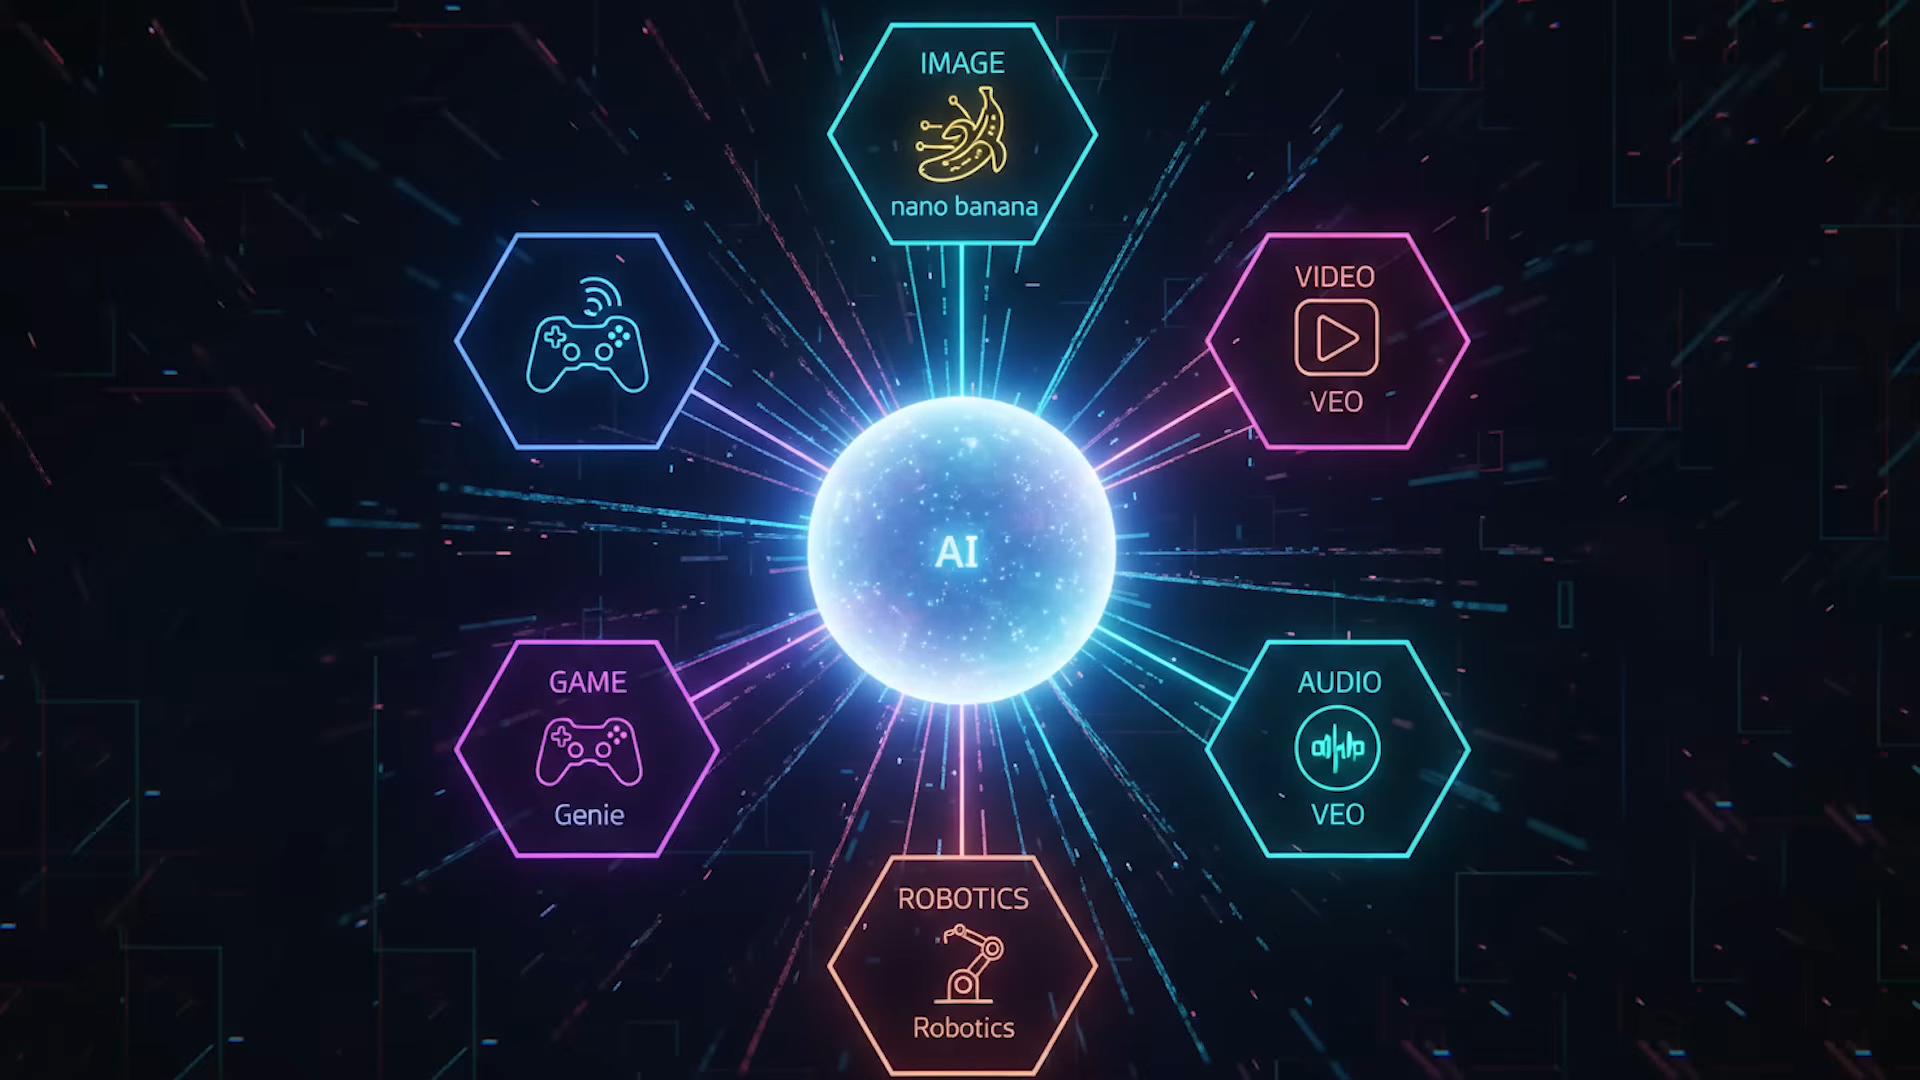 IMAGE
nano banana
VIDEO
VEO
AI
GAME
Genie
AUDIO
VEO
ROBOTICS
Robotics